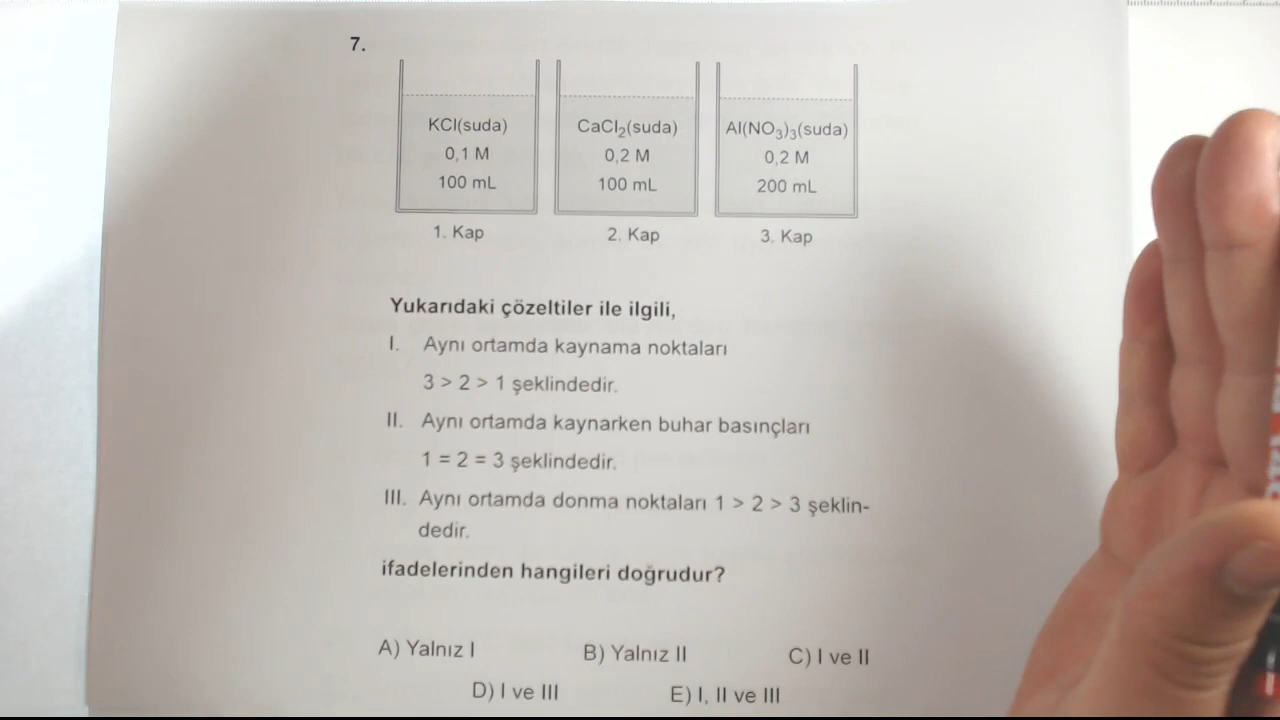 7.
KCl(suda)
0,1 M
100 mL
1. Kap
CaCl₂(suda)
0,2 M
100 mL
2. Kap
Al(NO₃)₃(suda)
0,2 M
200 mL
3. Kap
Yukarıdaki çözeltiler ile ilgili,
I. Aynı ortamda kaynama noktaları
3 > 2 > 1 şeklindedir.
II. Aynı ortamda kaynarken buhar basınçları
1 = 2 = 3 şeklindedir.
III. Aynı ortamda donma noktaları 1 > 2 > 3 şeklin-
dedir.
ifadelerinden hangileri doğrudur?
A) Yalnız I B) Yalnız II C) I ve II
D) I ve III E) I, II ve III